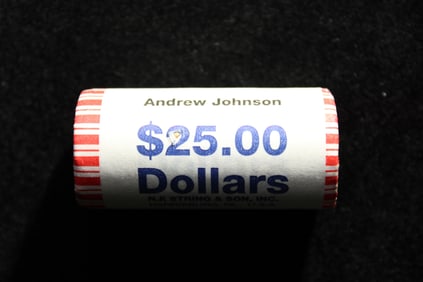 Andrew Johnson
$25.00
Dollars
N.F. STRING & SON, INC.